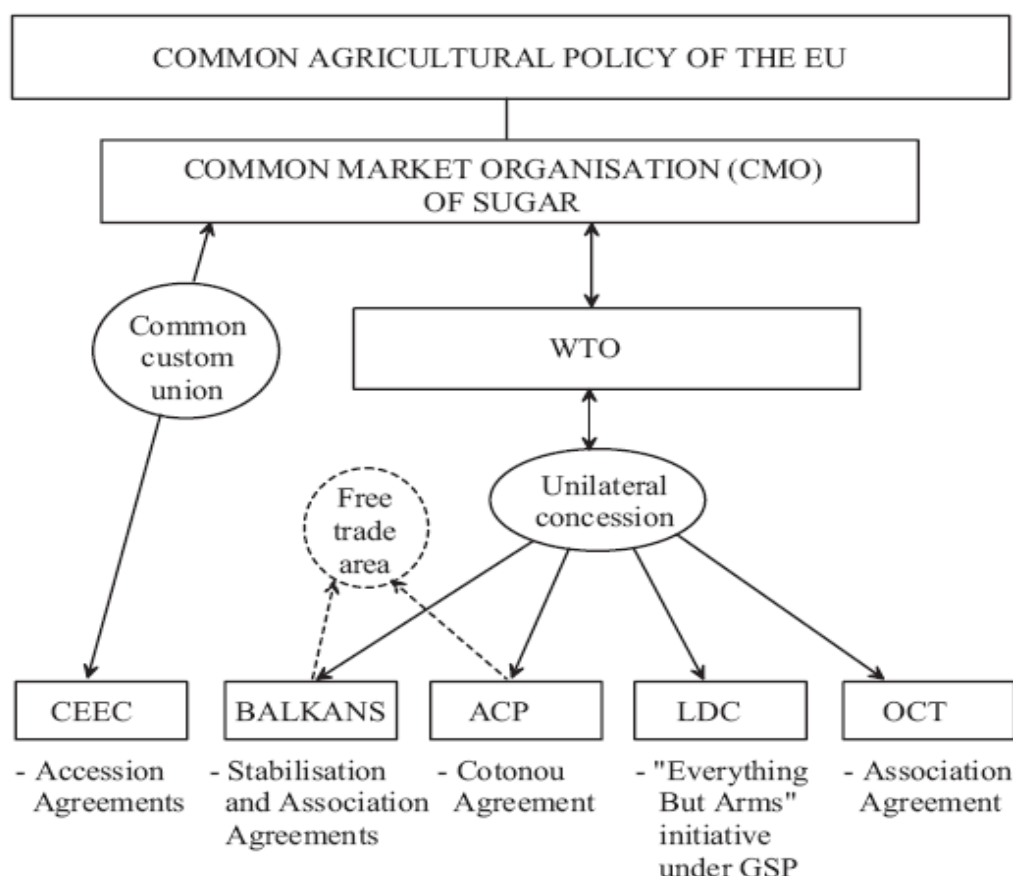 COMMON AGRICULTURAL POLICY OF THE EU
COMMON MARKET ORGANISATION (CMO)
OF SUGAR
Common
custom
union
WTO
Free
trade
area
Unilateral
concession
CEEC
BALKANS
ACP
LDC
OCT
- Accession
Agreements
- Stabilisation
and Association
Agreements
- Cotonou
Agreement
- "Everything
But Arms"
initiative
under GSP
- Association
Agreement